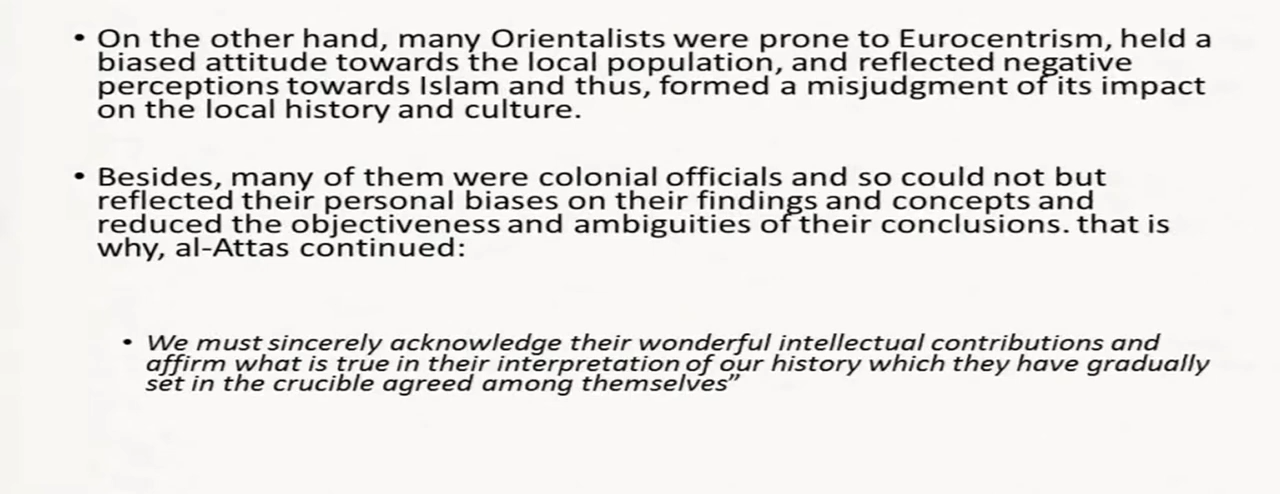 • On the other hand, many Orientalists were prone to Eurocentrism, held a
biased attitude towards the local population, and reflected negative
perceptions towards Islam and thus, formed a misjudgment of its impact
on the local history and culture.
• Besides, many of them were colonial officials and so could not but
reflected their personal biases on their findings and concepts and
reduced the objectiveness and ambiguities of their conclusions. that is
why, al-Attas continued:
• We must sincerely acknowledge their wonderful intellectual contributions and
affirm what is true in their interpretation of our history which they have gradually
set in the crucible agreed among themselves”